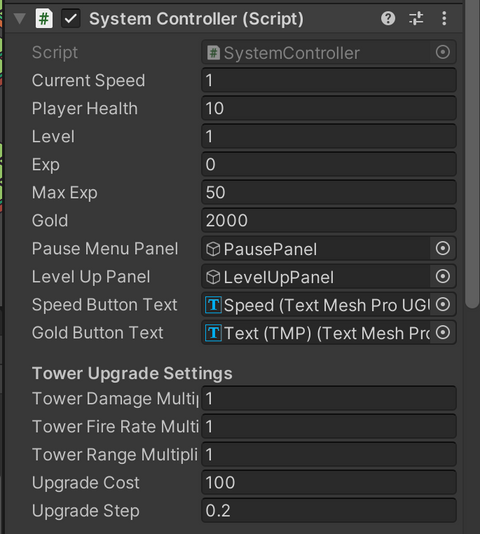 # System Controller (Script)
Script # SystemController
Current Speed 1
Player Health 10
Level 1
Exp 0
Max Exp 50
Gold 2000
Pause Menu Panel PausePanel
Level Up Panel LevelUpPanel
Speed Button Text T Speed (Text Mesh Pro UGU
Gold Button Text T Text (TMP) (Text Mesh Pro
Tower Upgrade Settings
Tower Damage Multip 1
Tower Fire Rate Multi 1
Tower Range Multipli 1
Upgrade Cost 100
Upgrade Step 0.2